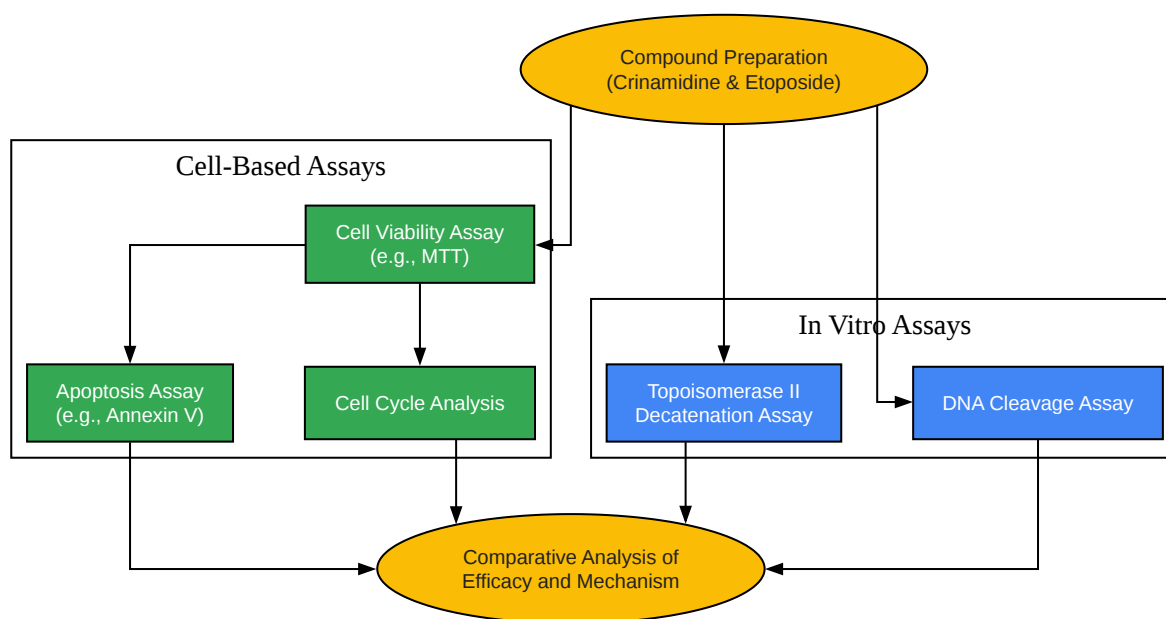 Compound Preparation
(Crinamidine & Etoposide)
Cell-Based Assays
Cell Viability Assay
(e.g., MTT)
In Vitro Assays
Apoptosis Assay
(e.g., Annexin V)
Cell Cycle Analysis
Topoisomerase II
Decatenation Assay
DNA Cleavage Assay
Comparative Analysis of
Efficacy and Mechanism